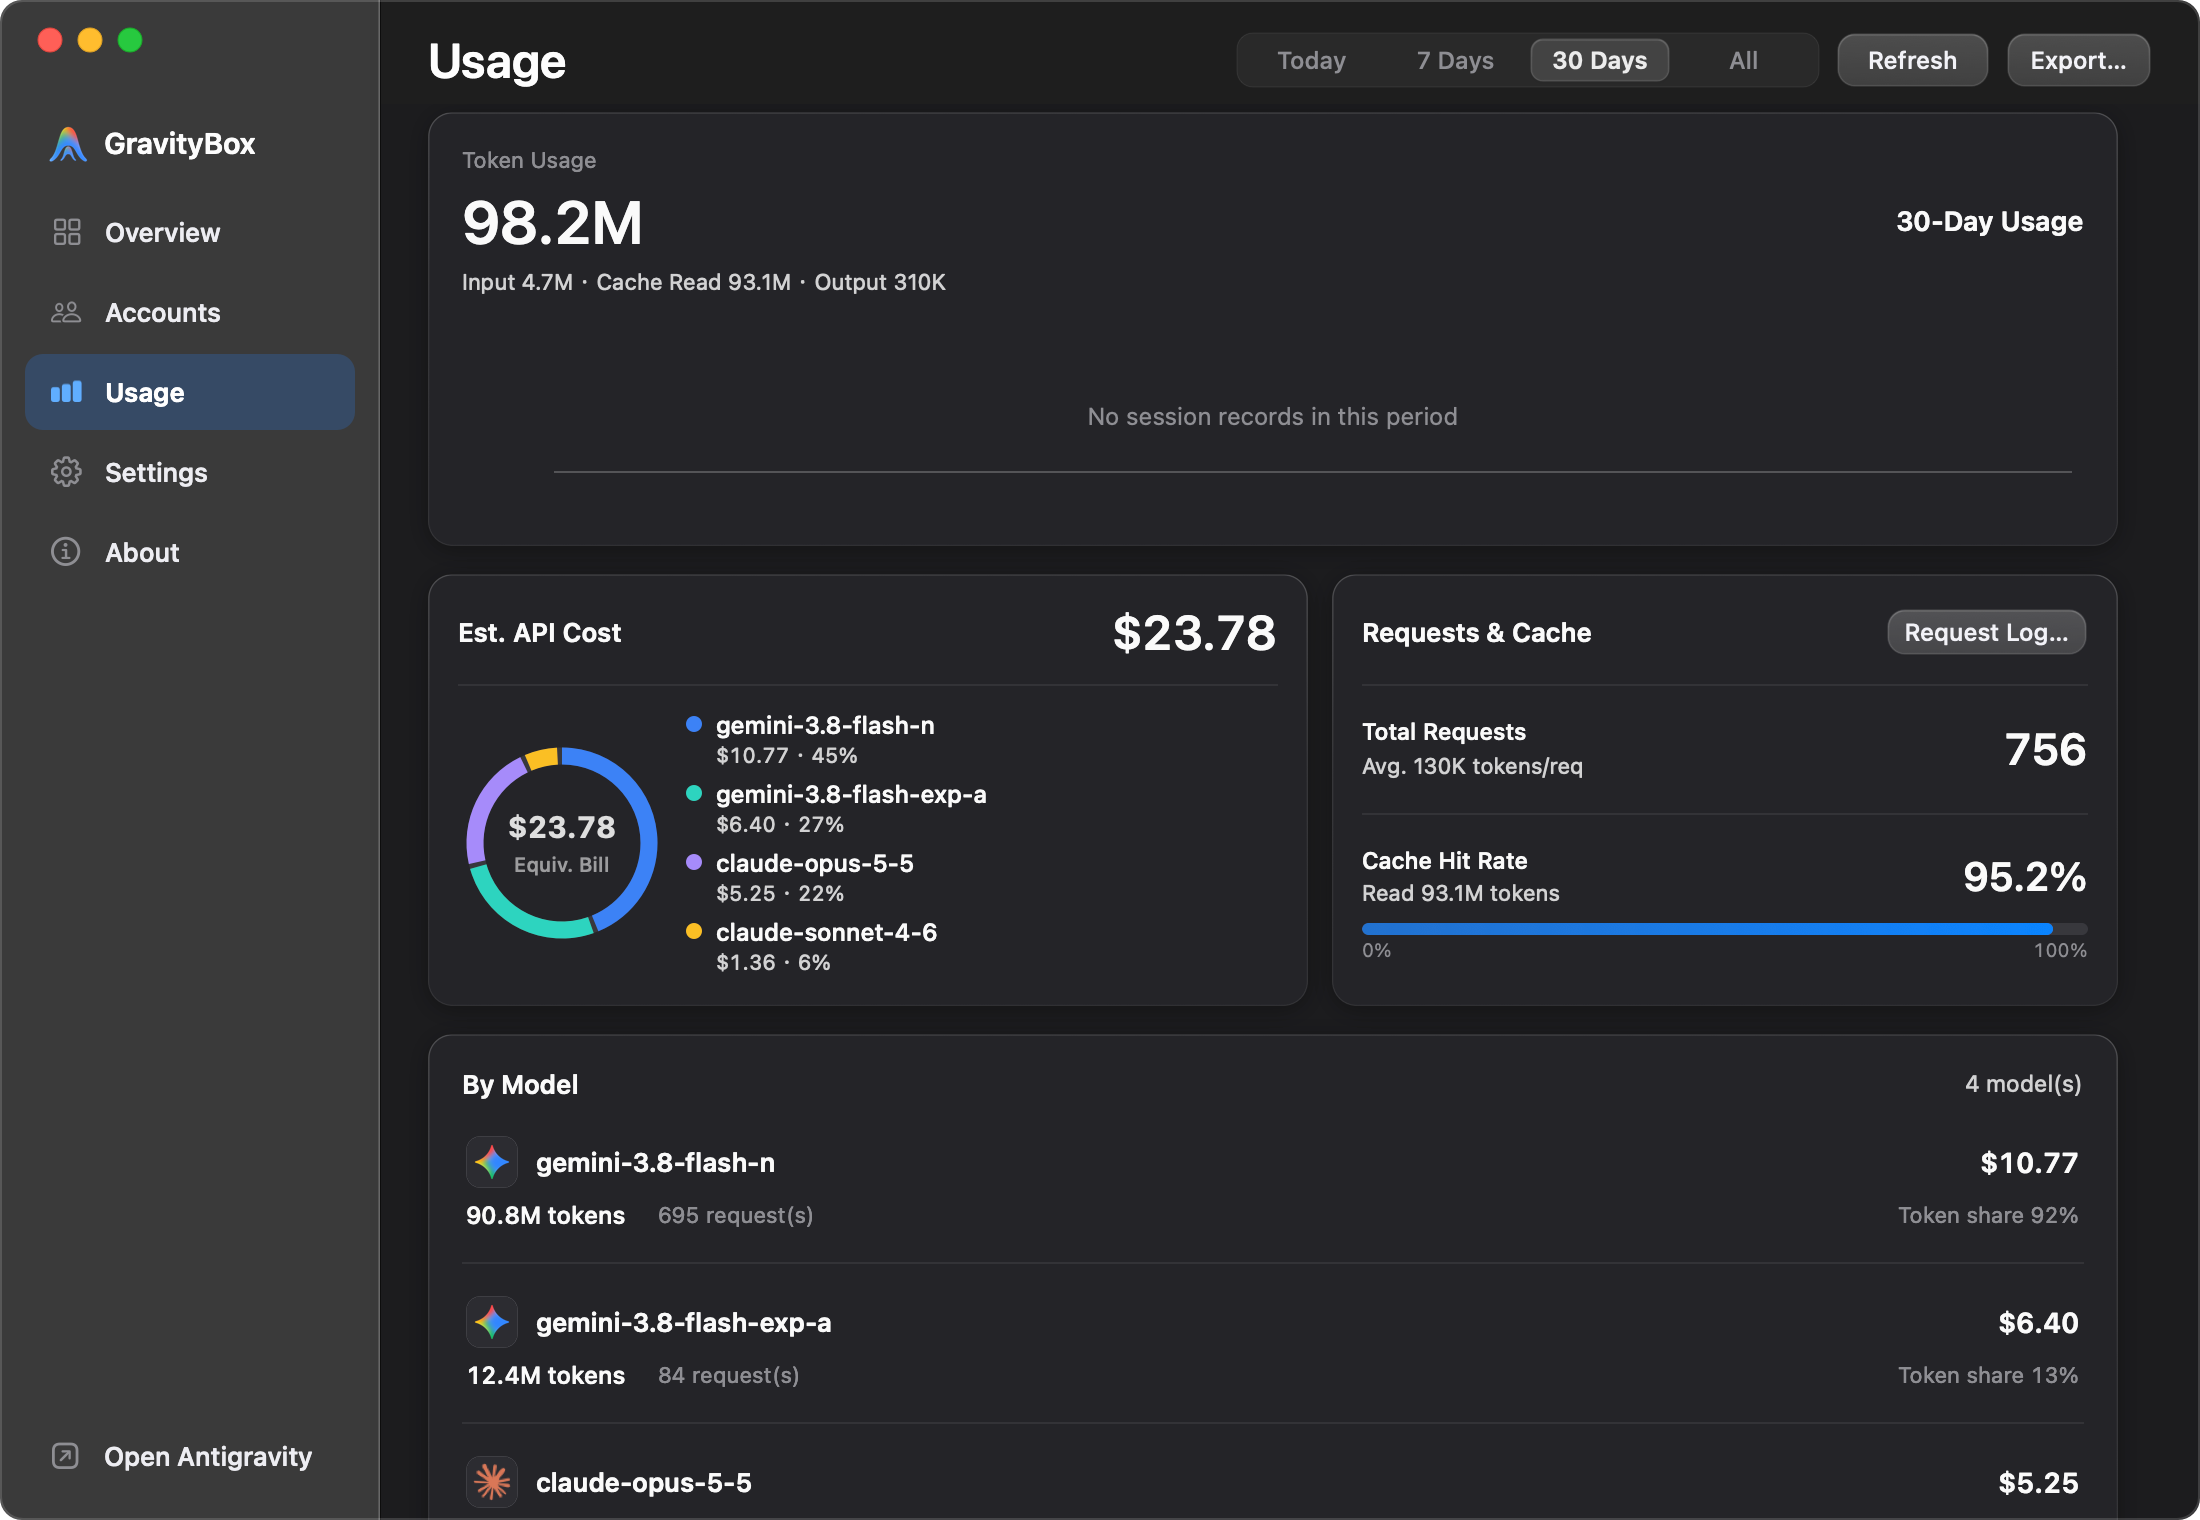 Usage
Today
7 Days
30 Days
All
Refresh
Export...
GravityBox
Overview
Accounts
Usage
Settings
About
Open Antigravity
Token Usage
98.2M
30-Day Usage
Input 4.7M · Cache Read 93.1M · Output 310K
No session records in this period
Est. API Cost
$23.78
$23.78
Equiv. Bill
gemini-3.8-flash-n
$10.77 · 45%
gemini-3.8-flash-exp-a
$6.40 · 27%
claude-opus-5-5
$5.25 · 22%
claude-sonnet-4-6
$1.36 · 6%
Requests & Cache
Request Log...
Total Requests
Avg. 130K tokens/req
756
Cache Hit Rate
Read 93.1M tokens
95.2%
0%
100%
By Model
4 model(s)
gemini-3.8-flash-n
$10.77
90.8M tokens
695 request(s)
Token share 92%
gemini-3.8-flash-exp-a
$6.40
12.4M tokens
84 request(s)
Token share 13%
claude-opus-5-5
$5.25